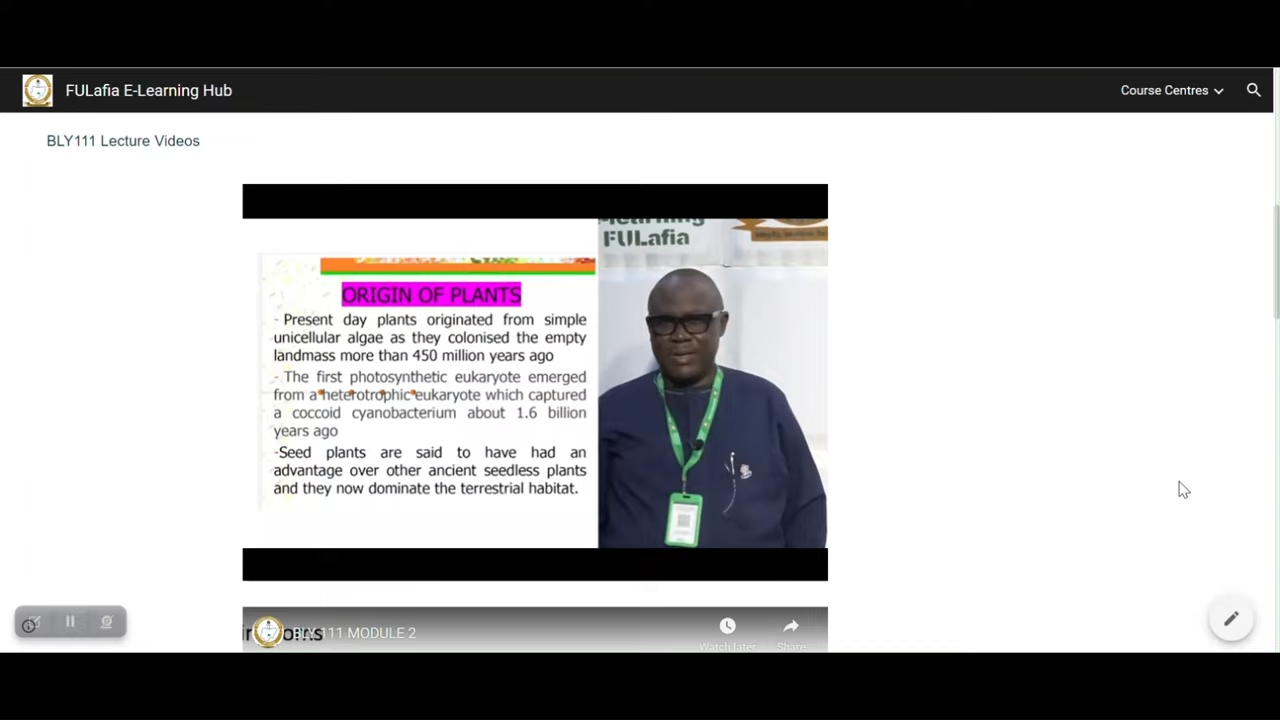 FULafia E-Learning Hub
Course Centres
BLY111 Lecture Videos
FULafia
ORIGIN OF PLANTS
- Present day plants originated from simple
unicellular algae as they colonised the empty
landmass more than 450 million years ago
- The first photosynthetic eukaryote emerged
from a heterotrophic eukaryote which captured
a coccoid cyanobacterium about 1.6 billion
years ago
-Seed plants are said to have had an
advantage over other ancient seedless plants
and they now dominate the terrestrial habitat.
BLY 111 MODULE 2
Watch later
Share